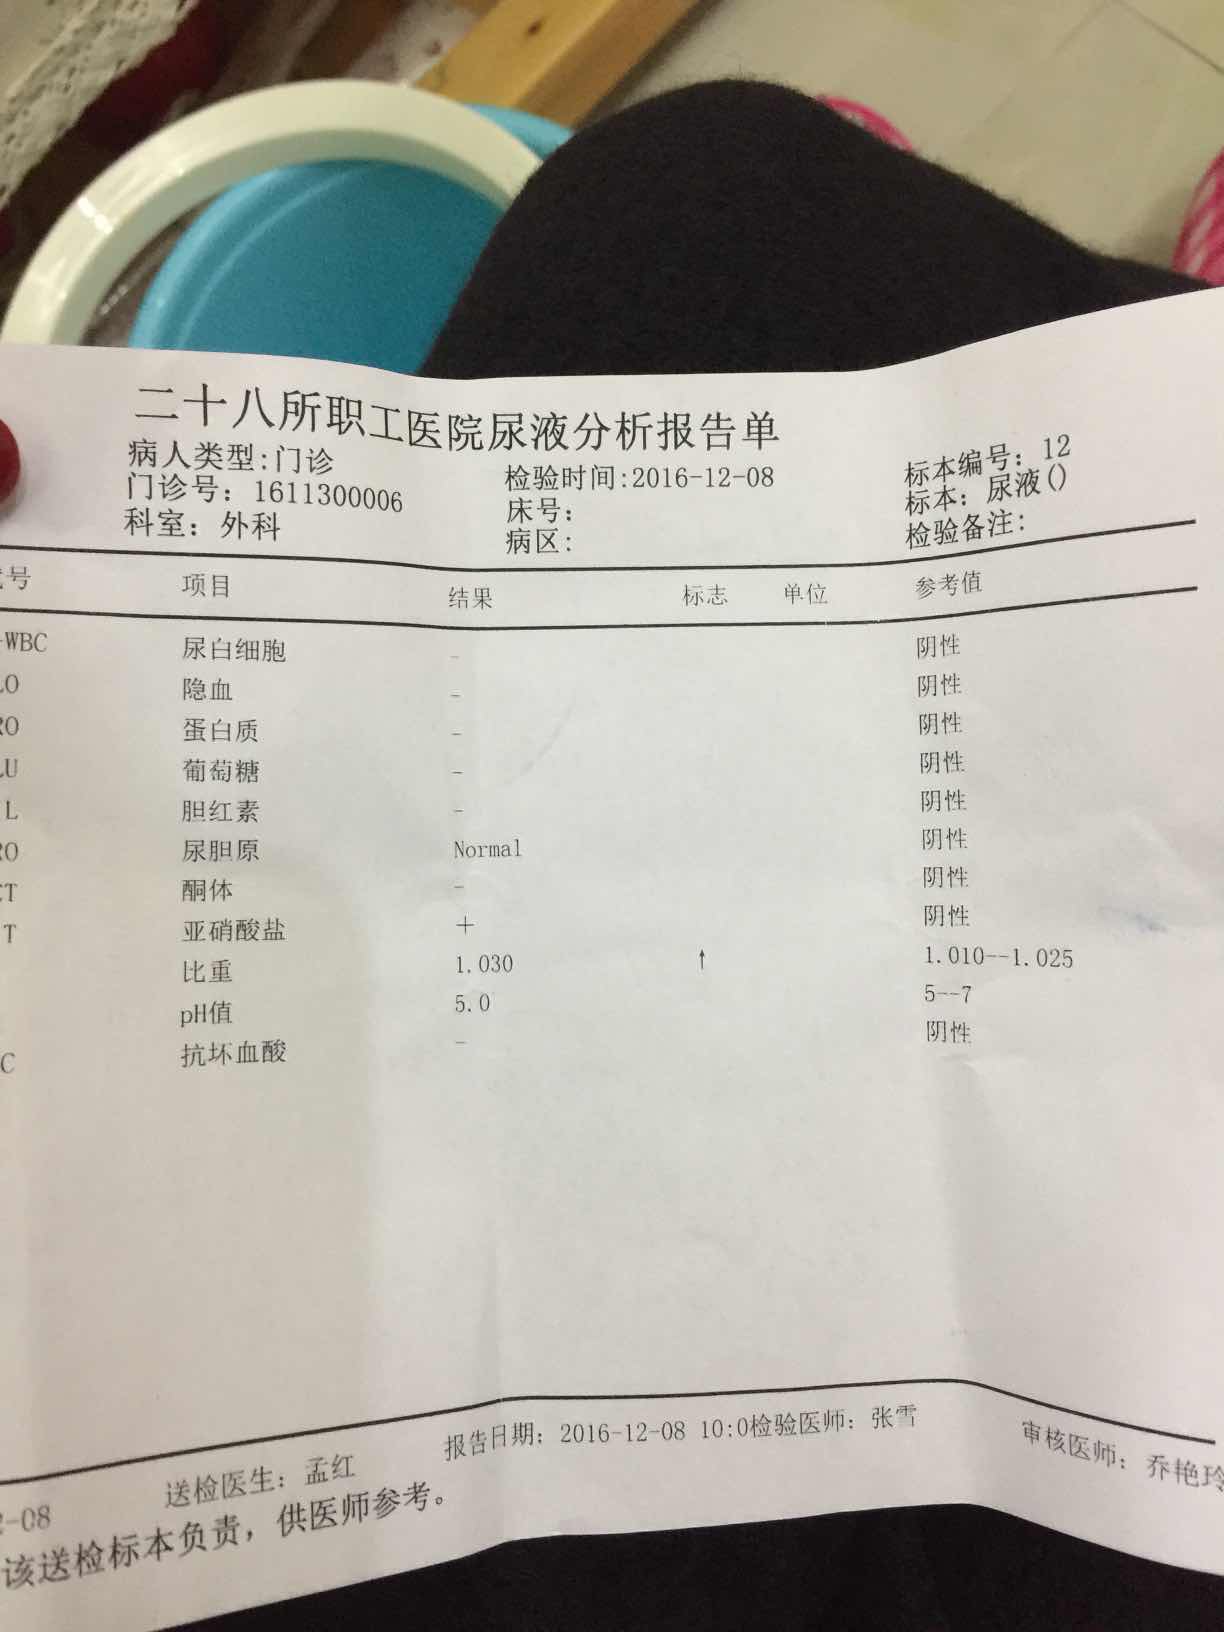 二十八所职工医院尿液分析报告单
病人类型:门诊
门诊号: 1611300006 检验时间:2016-12-08 标本编号: 12
科室: 外科 床号: 标本: 尿液()
病区: 检验备注:
号 项目 结果 标志 单位 参考值
-WBC 尿白细胞 - 阴性
LO 隐血 - 阴性
RO 蛋白质 - 阴性
LU 葡萄糖 - 阴性
L 胆红素 - 阴性
RO 尿胆原 Normal 阴性
ET 酮体 - 阴性
T 亚硝酸盐 + 阴性
比重 1.030 ↑ 1.010--1.025
pH值 5.0 5--7
C 抗坏血酸 - 阴性
2-08 送检医生: 孟红 报告日期: 2016-12-08 10:0检验医师: 张雪 审核医师: 乔艳玲
该送检标本负责, 供医师参考。